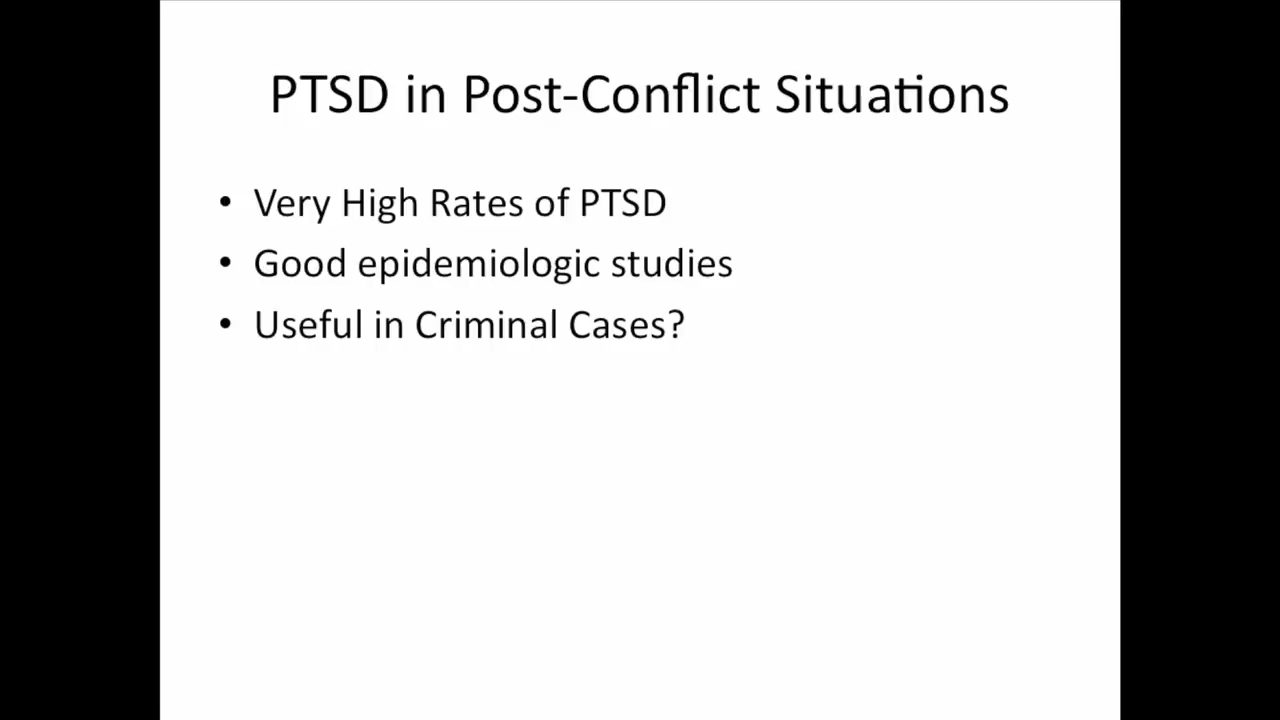 PTSD in Post-Conflict Situations
• Very High Rates of PTSD
• Good epidemiologic studies
• Useful in Criminal Cases?